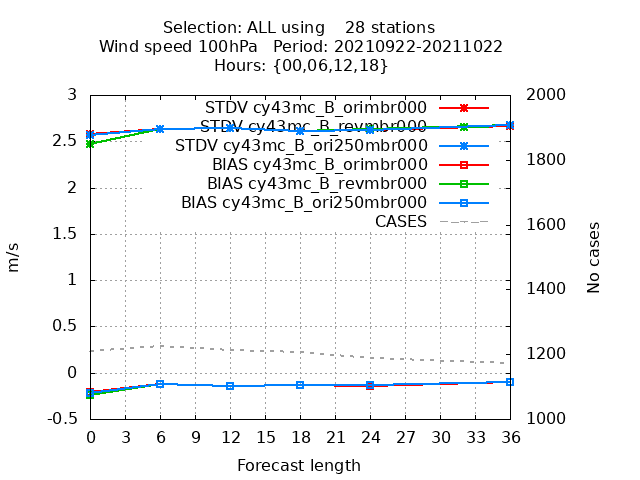 Selection: ALL using    28 stations
Wind speed 100hPa   Period: 20210922-20211022
Hours: {00,06,12,18}
STDV cy43mc_B_orimbr000
STDV cy43mc_B_revmbr000
STDV cy43mc_B_ori250mbr000
BIAS cy43mc_B_orimbr000
BIAS cy43mc_B_revmbr000
BIAS cy43mc_B_ori250mbr000
CASES
3
2.5
2
1.5
1
0.5
0
-0.5
m/s
2000
1800
1600
1400
1200
1000
No cases
0 3 6 9 12 15 18 21 24 27 30 33 36
Forecast length